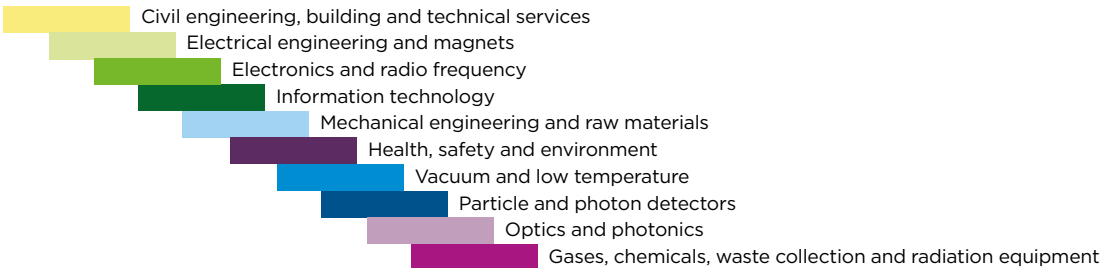 Civil engineering, building and technical services
Electrical engineering and magnets
Electronics and radio frequency
Information technology
Mechanical engineering and raw materials
Health, safety and environment
Vacuum and low temperature
Particle and photon detectors
Optics and photonics
Gases, chemicals, waste collection and radiation equipment